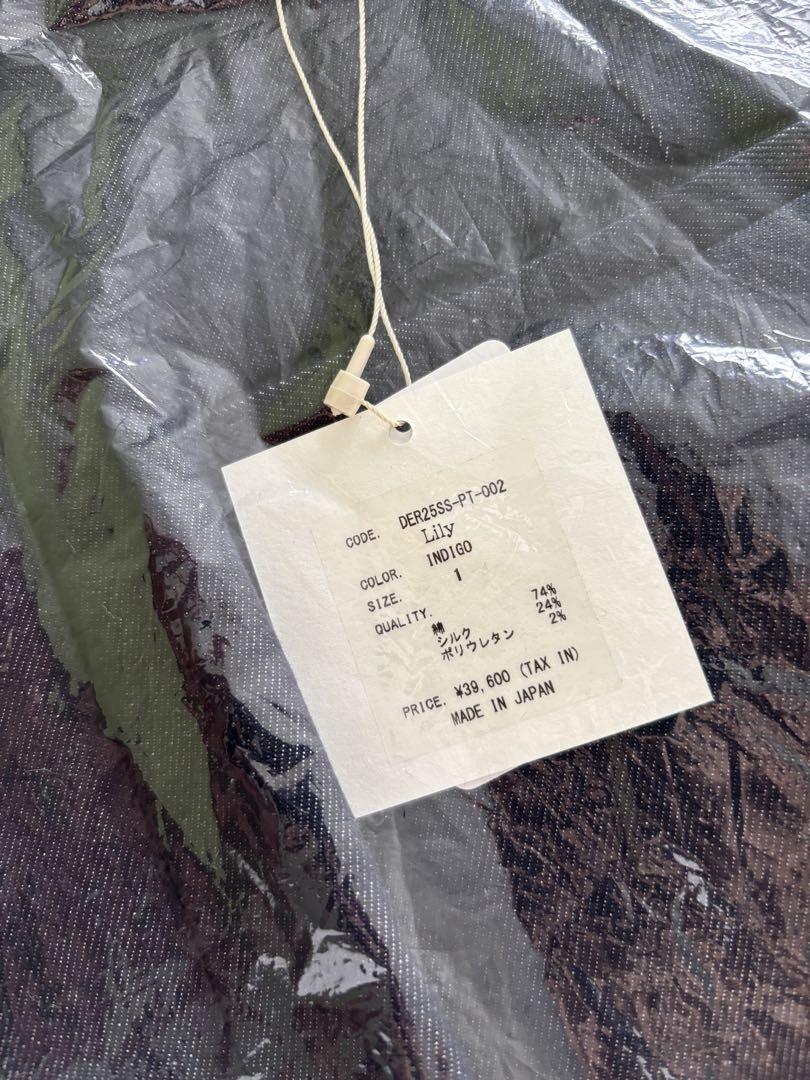 CODE. DER25SS-PT-002
Lily
COLOR. INDIGO
SIZE. 1
QUALITY.
綿 74%
シルク 24%
ポリウレタン 2%
PRICE. ¥39,600 (TAX IN)
MADE IN JAPAN